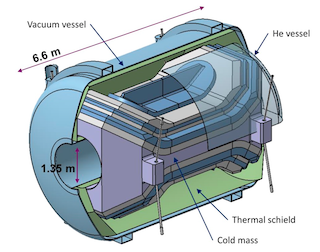 Vacuum vessel
He vessel
6.6 m
1.35 m
Thermal schield
Cold mass